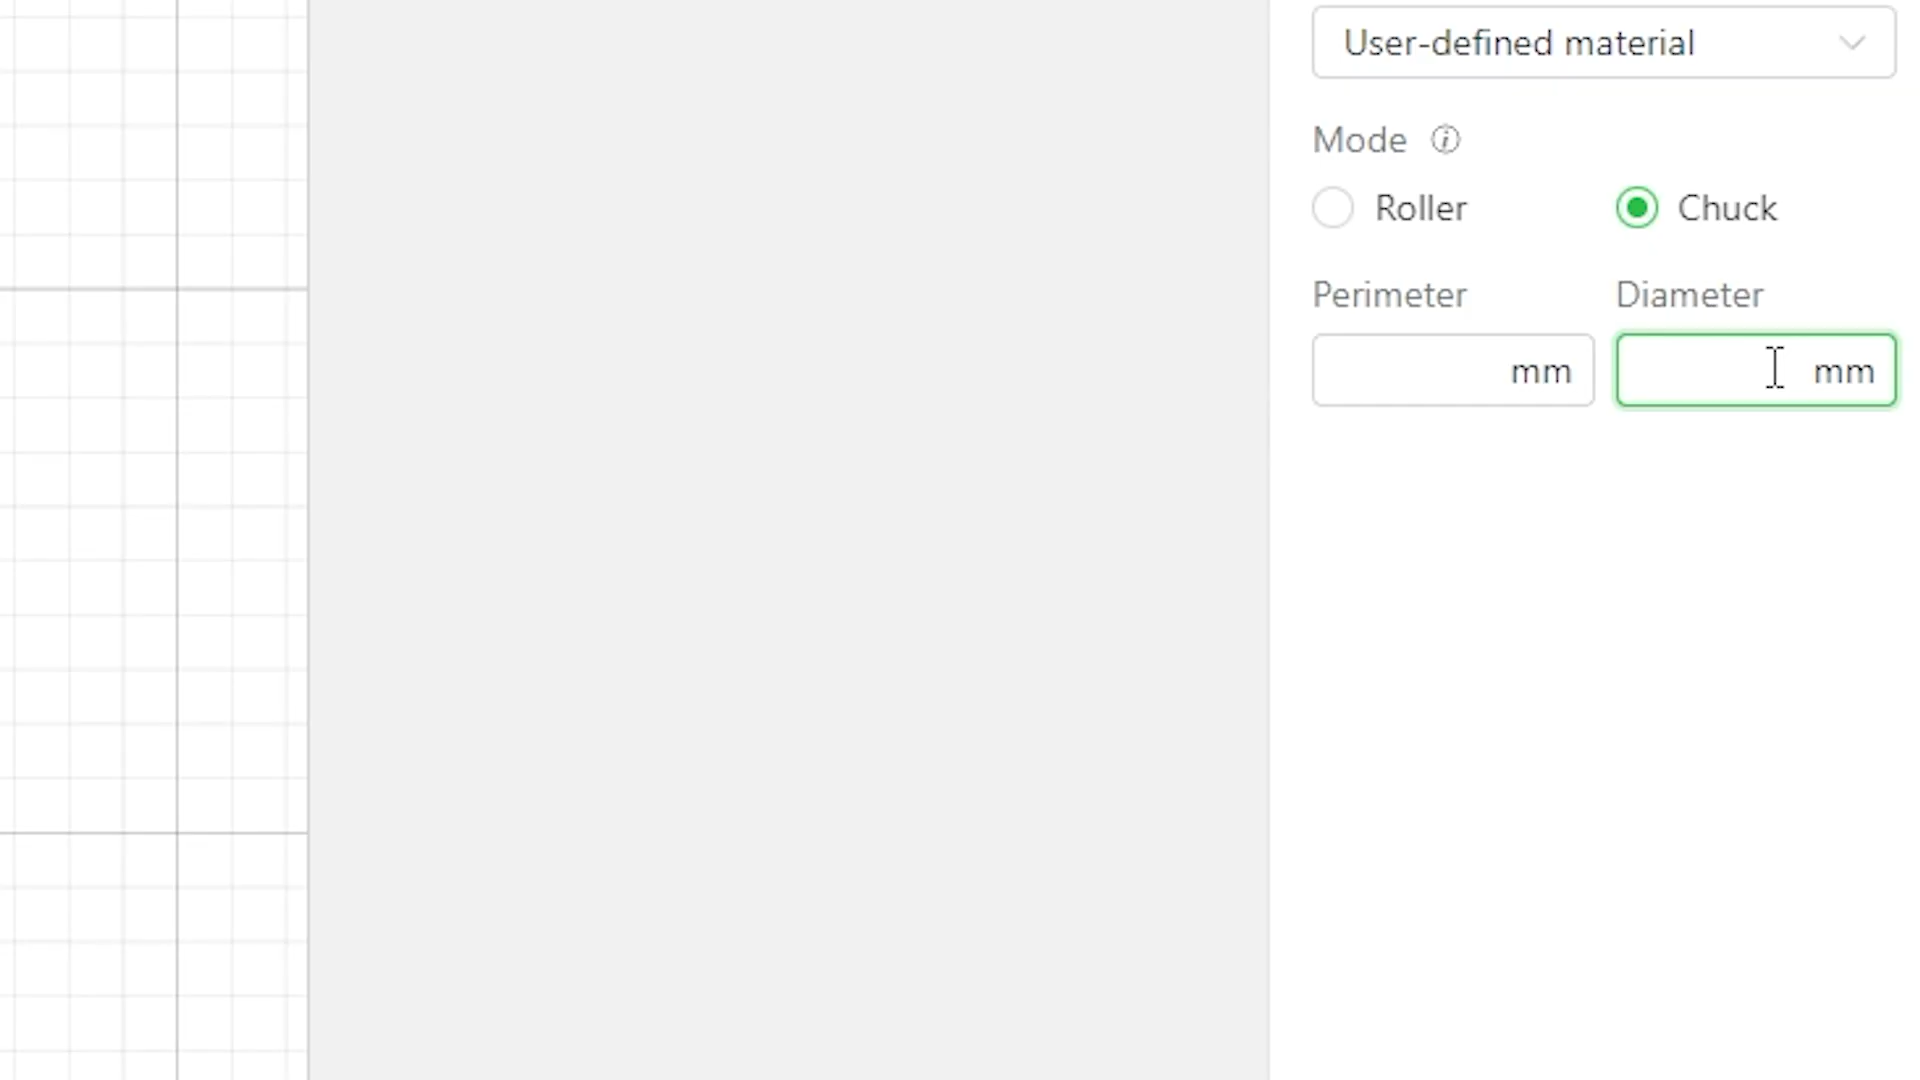 User-defined material
Mode
Roller Chuck
Perimeter Diameter
mm mm